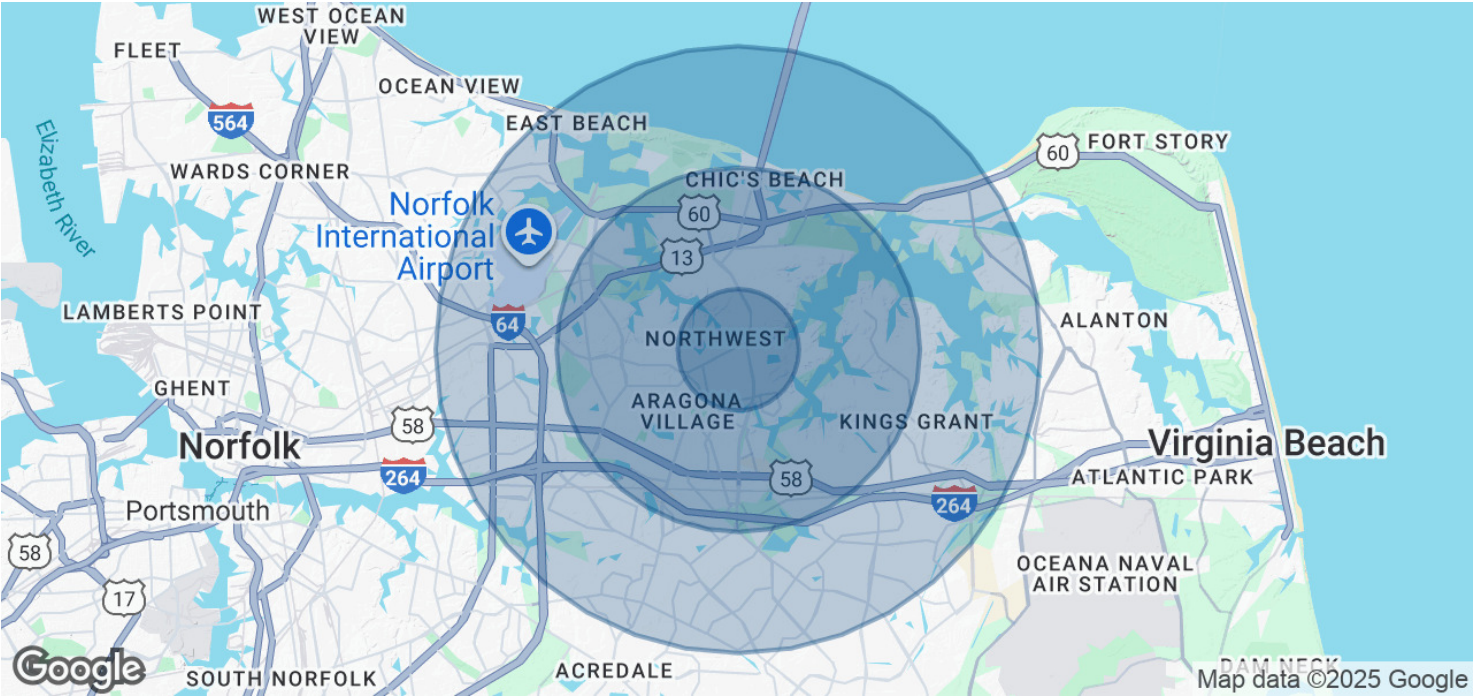 WEST OCEAN
VIEW
FLEET
OCEAN VIEW
564
EAST BEACH
Elizabeth River
WARDS CORNER
60
FORT STORY
CHIC'S BEACH
Norfolk
International
Airport
60
13
LAMBERTS POINT
64
NORTHWEST
ALANTON
GHENT
ARAGONA
VILLAGE
58
KINGS GRANT
Norfolk
Virginia Beach
264
58
ATLANTIC PARK
264
Portsmouth
58
OCEANA NAVAL
AIR STATION
17
Google
SOUTH NORFOLK
ACREDALE
DAM NECK
Map data ©2025 Google